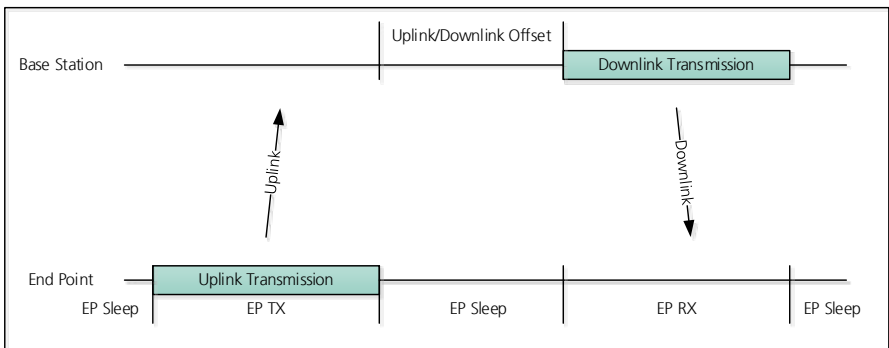 Uplink/Downlink Offset
Base Station
Downlink Transmission
Uplink
Downlink
End Point
Uplink Transmission
EP Sleep
EP TX
EP Sleep
EP RX
EP Sleep